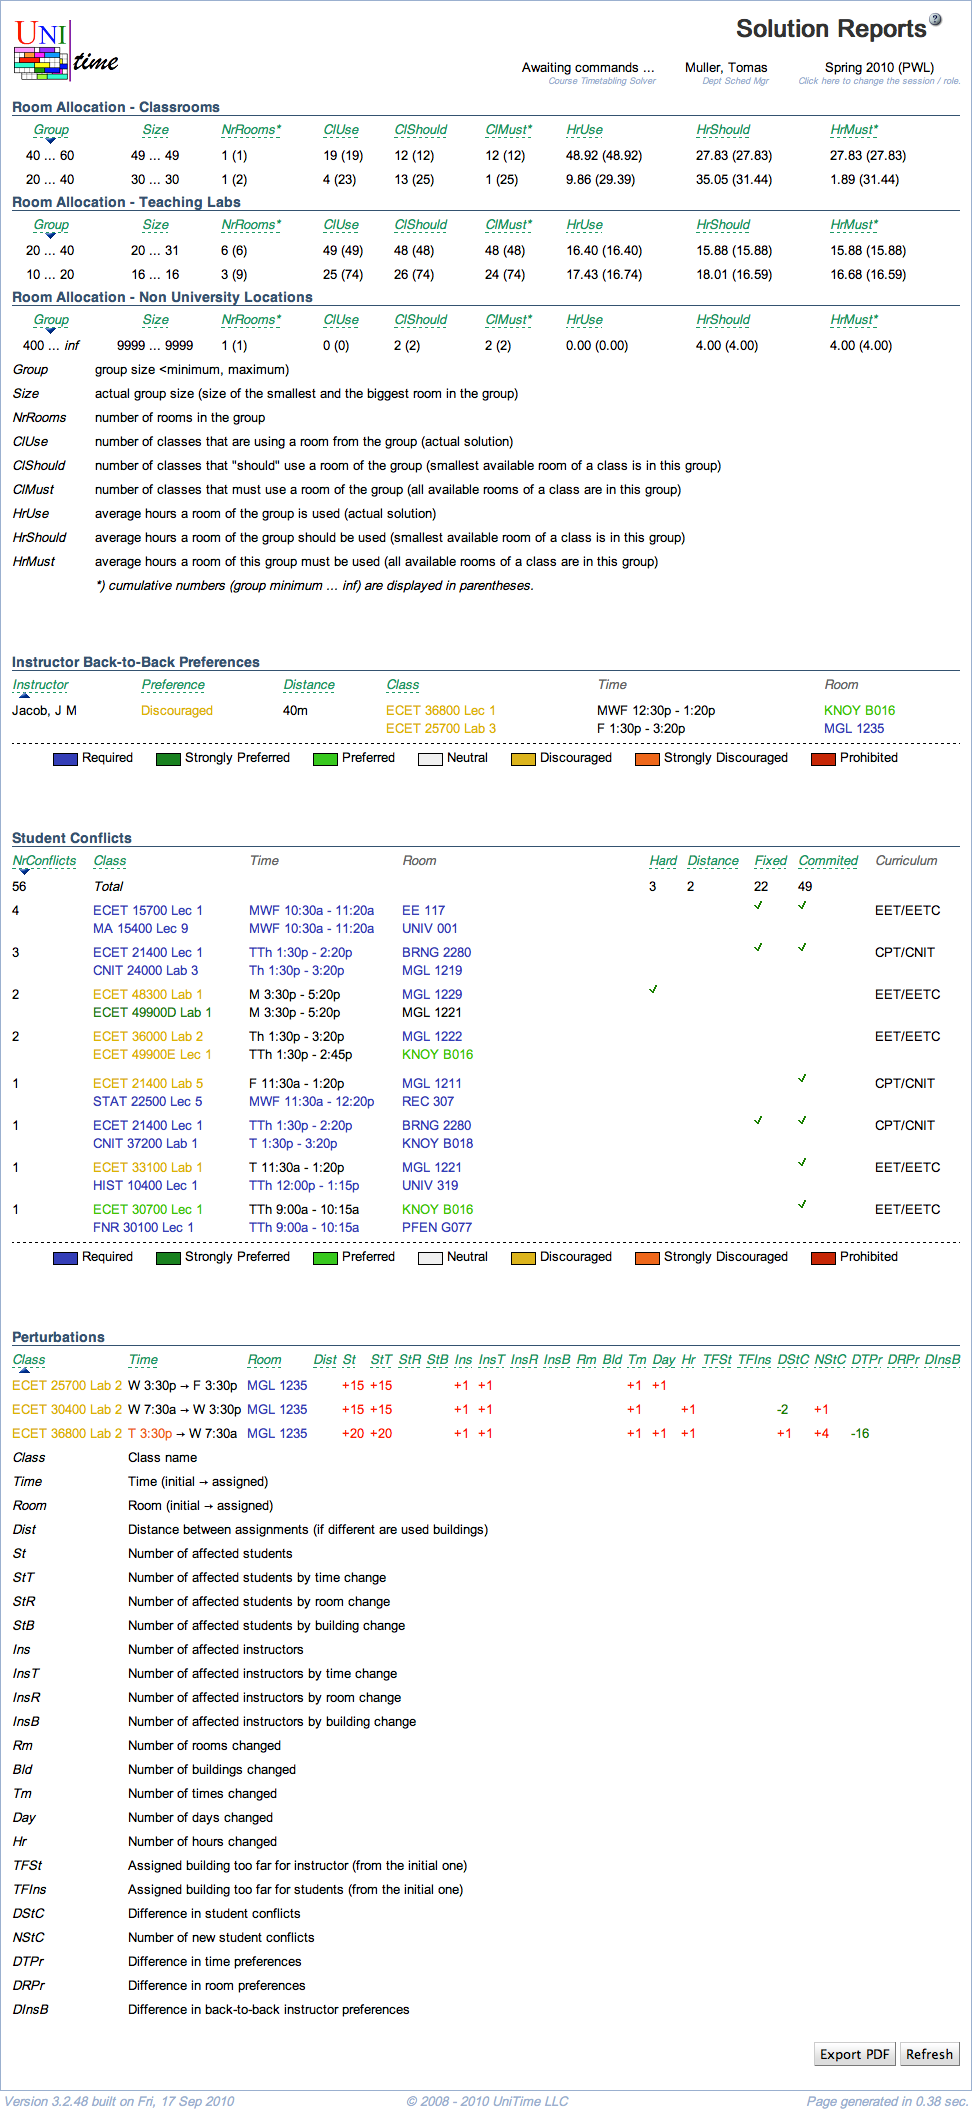 UNI
time
Solution Reports
?
Awaiting commands ... Muller, Tomas Spring 2010 (PWL)
Course Timetabling Solver Dept Sched Mgr Click here to change the session / role.
Room Allocation - Classrooms
Group Size NrRooms* ClUse ClShould ClMust* HrUse HrShould HrMust*
40 ... 60 49 ... 49 1 (1) 19 (19) 12 (12) 12 (12) 48.92 (48.92) 27.83 (27.83) 27.83 (27.83)
20 ... 40 30 ... 30 1 (2) 4 (23) 13 (25) 1 (25) 9.86 (29.39) 35.05 (31.44) 1.89 (31.44)
Room Allocation - Teaching Labs
Group Size NrRooms* ClUse ClShould ClMust* HrUse HrShould HrMust*
20 ... 40 20 ... 31 6 (6) 49 (49) 48 (48) 48 (48) 16.40 (16.40) 15.88 (15.88) 15.88 (15.88)
10 ... 20 16 ... 16 3 (9) 25 (74) 26 (74) 24 (74) 17.43 (16.74) 18.01 (16.59) 16.68 (16.59)
Room Allocation - Non University Locations
Group Size NrRooms* ClUse ClShould ClMust* HrUse HrShould HrMust*
400 ... inf 9999 ... 9999 1 (1) 0 (0) 2 (2) 2 (2) 0.00 (0.00) 4.00 (4.00) 4.00 (4.00)
Group group size <minimum, maximum)
Size actual group size (size of the smallest and the biggest room in the group)
NrRooms number of rooms in the group
ClUse number of classes that are using a room from the group (actual solution)
ClShould number of classes that "should" use a room of the group (smallest available room of a class is in this group)
ClMust number of classes that must use a room of the group (all available rooms of a class are in this group)
HrUse average hours a room of the group is used (actual solution)
HrShould average hours a room of the group should be used (smallest available room of a class is in this group)
HrMust average hours a room of this group must be used (all available rooms of a class are in this group)
*) cumulative numbers (group minimum ... inf) are displayed in parentheses.
Instructor Back-to-Back Preferences
Instructor Preference Distance Class Time Room
Jacob, J M Discouraged 40m ECET 36800 Lec 1 MWF 12:30p - 1:20p KNOY B016
ECET 25700 Lab 3 F 1:30p - 3:20p MGL 1235
Required Strongly Preferred Preferred Neutral Discouraged Strongly Discouraged Prohibited
Student Conflicts
NrConflicts Class Time Room Hard Distance Fixed Commited Curriculum
56 Total 3 2 22 49
4 ECET 15700 Lec 1 MWF 10:30a - 11:20a EE 117 ✓ ✓ EET/EETC
MA 15400 Lec 9 MWF 10:30a - 11:20a UNIV 001
3 ECET 21400 Lec 1 TTh 1:30p - 2:20p BRNG 2280 ✓ ✓ CPT/CNIT
CNIT 24000 Lab 3 Th 1:30p - 3:20p MGL 1219
2 ECET 48300 Lab 1 M 3:30p - 5:20p MGL 1229 ✓ EET/EETC
ECET 49900D Lab 1 M 3:30p - 5:20p MGL 1221
2 ECET 36000 Lab 2 Th 1:30p - 3:20p MGL 1222 EET/EETC
ECET 49900E Lec 1 TTh 1:30p - 2:45p KNOY B016
1 ECET 21400 Lab 5 F 11:30a - 1:20p MGL 1211 ✓ CPT/CNIT
STAT 22500 Lec 5 MWF 11:30a - 12:20p REC 307
1 ECET 21400 Lec 1 TTh 1:30p - 2:20p BRNG 2280 ✓ ✓ CPT/CNIT
CNIT 37200 Lab 1 T 1:30p - 3:20p KNOY B018
1 ECET 33100 Lab 1 T 11:30a - 1:20p MGL 1221 ✓ EET/EETC
HIST 10400 Lec 1 TTh 12:00p - 1:15p UNIV 319
1 ECET 30700 Lec 1 TTh 9:00a - 10:15a KNOY B016 ✓ EET/EETC
FNR 30100 Lec 1 TTh 9:00a - 10:15a PFEN G077
Required Strongly Preferred Preferred Neutral Discouraged Strongly Discouraged Prohibited
Perturbations
Class Time Room Dist St StT StR StB Ins InsT InsR InsB Rm Bld Tm Day Hr TFSt TFIns DStC NStC DTPr DRPr DInsB
ECET 25700 Lab 2 W 3:30p → F 3:30p MGL 1235 +15 +15 +1 +1 +1 +1
ECET 30400 Lab 2 W 7:30a → W 3:30p MGL 1235 +15 +15 +1 +1 +1 +1 -2 +1
ECET 36800 Lab 2 T 3:30p → W 7:30a MGL 1235 +20 +20 +1 +1 +1 +1 +1 +1 +4 -16
Class Class name
Time Time (initial → assigned)
Room Room (initial → assigned)
Dist Distance between assignments (if different are used buildings)
St Number of affected students
StT Number of affected students by time change
StR Number of affected students by room change
StB Number of affected students by building change
Ins Number of affected instructors
InsT Number of affected instructors by time change
InsR Number of affected instructors by room change
InsB Number of affected instructors by building change
Rm Number of rooms changed
Bld Number of buildings changed
Tm Number of times changed
Day Number of days changed
Hr Number of hours changed
TFSt Assigned building too far for instructor (from the initial one)
TFIns Assigned building too far for students (from the initial one)
DStC Difference in student conflicts
NStC Number of new student conflicts
DTPr Difference in time preferences
DRPr Difference in room preferences
DInsB Difference in back-to-back instructor preferences
Export PDF Refresh
Version 3.2.48 built on Fri, 17 Sep 2010 © 2008 - 2010 UniTime LLC Page generated in 0.38 sec.